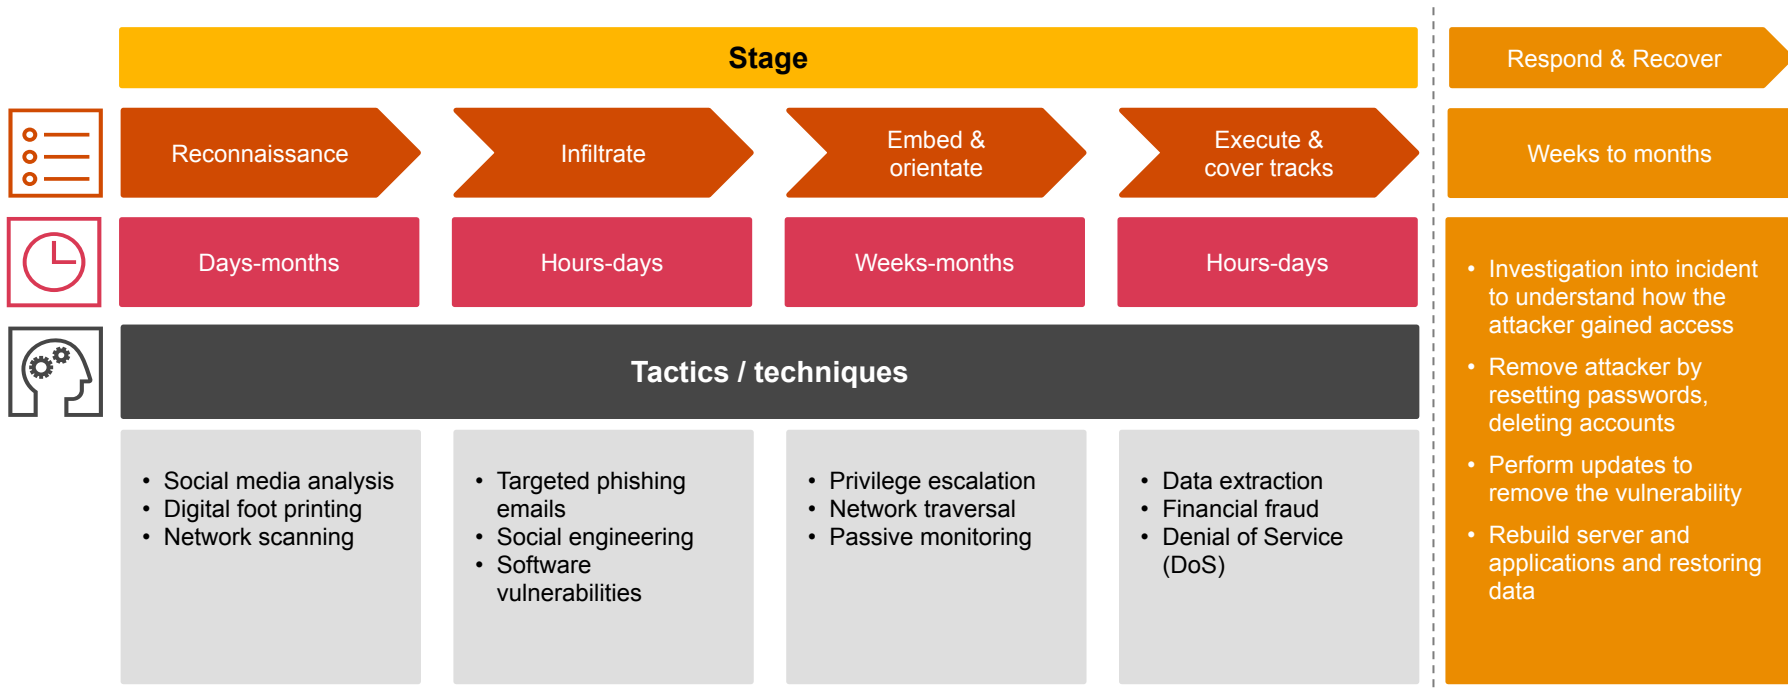 Stage
Respond & Recover
Reconnaissance
Infiltrate
Embed &
orientate
Execute &
cover tracks
Weeks to months
Days-months
Hours-days
Weeks-months
Hours-days
Tactics / techniques
• Social media analysis
• Digital foot printing
• Network scanning
• Targeted phishing
emails
• Social engineering
• Software
vulnerabilities
• Privilege escalation
• Network traversal
• Passive monitoring
• Data extraction
• Financial fraud
• Denial of Service
(DoS)
• Investigation into incident
to understand how the
attacker gained access
• Remove attacker by
resetting passwords,
deleting accounts
• Perform updates to
remove the vulnerability
• Rebuild server and
applications and restoring
data